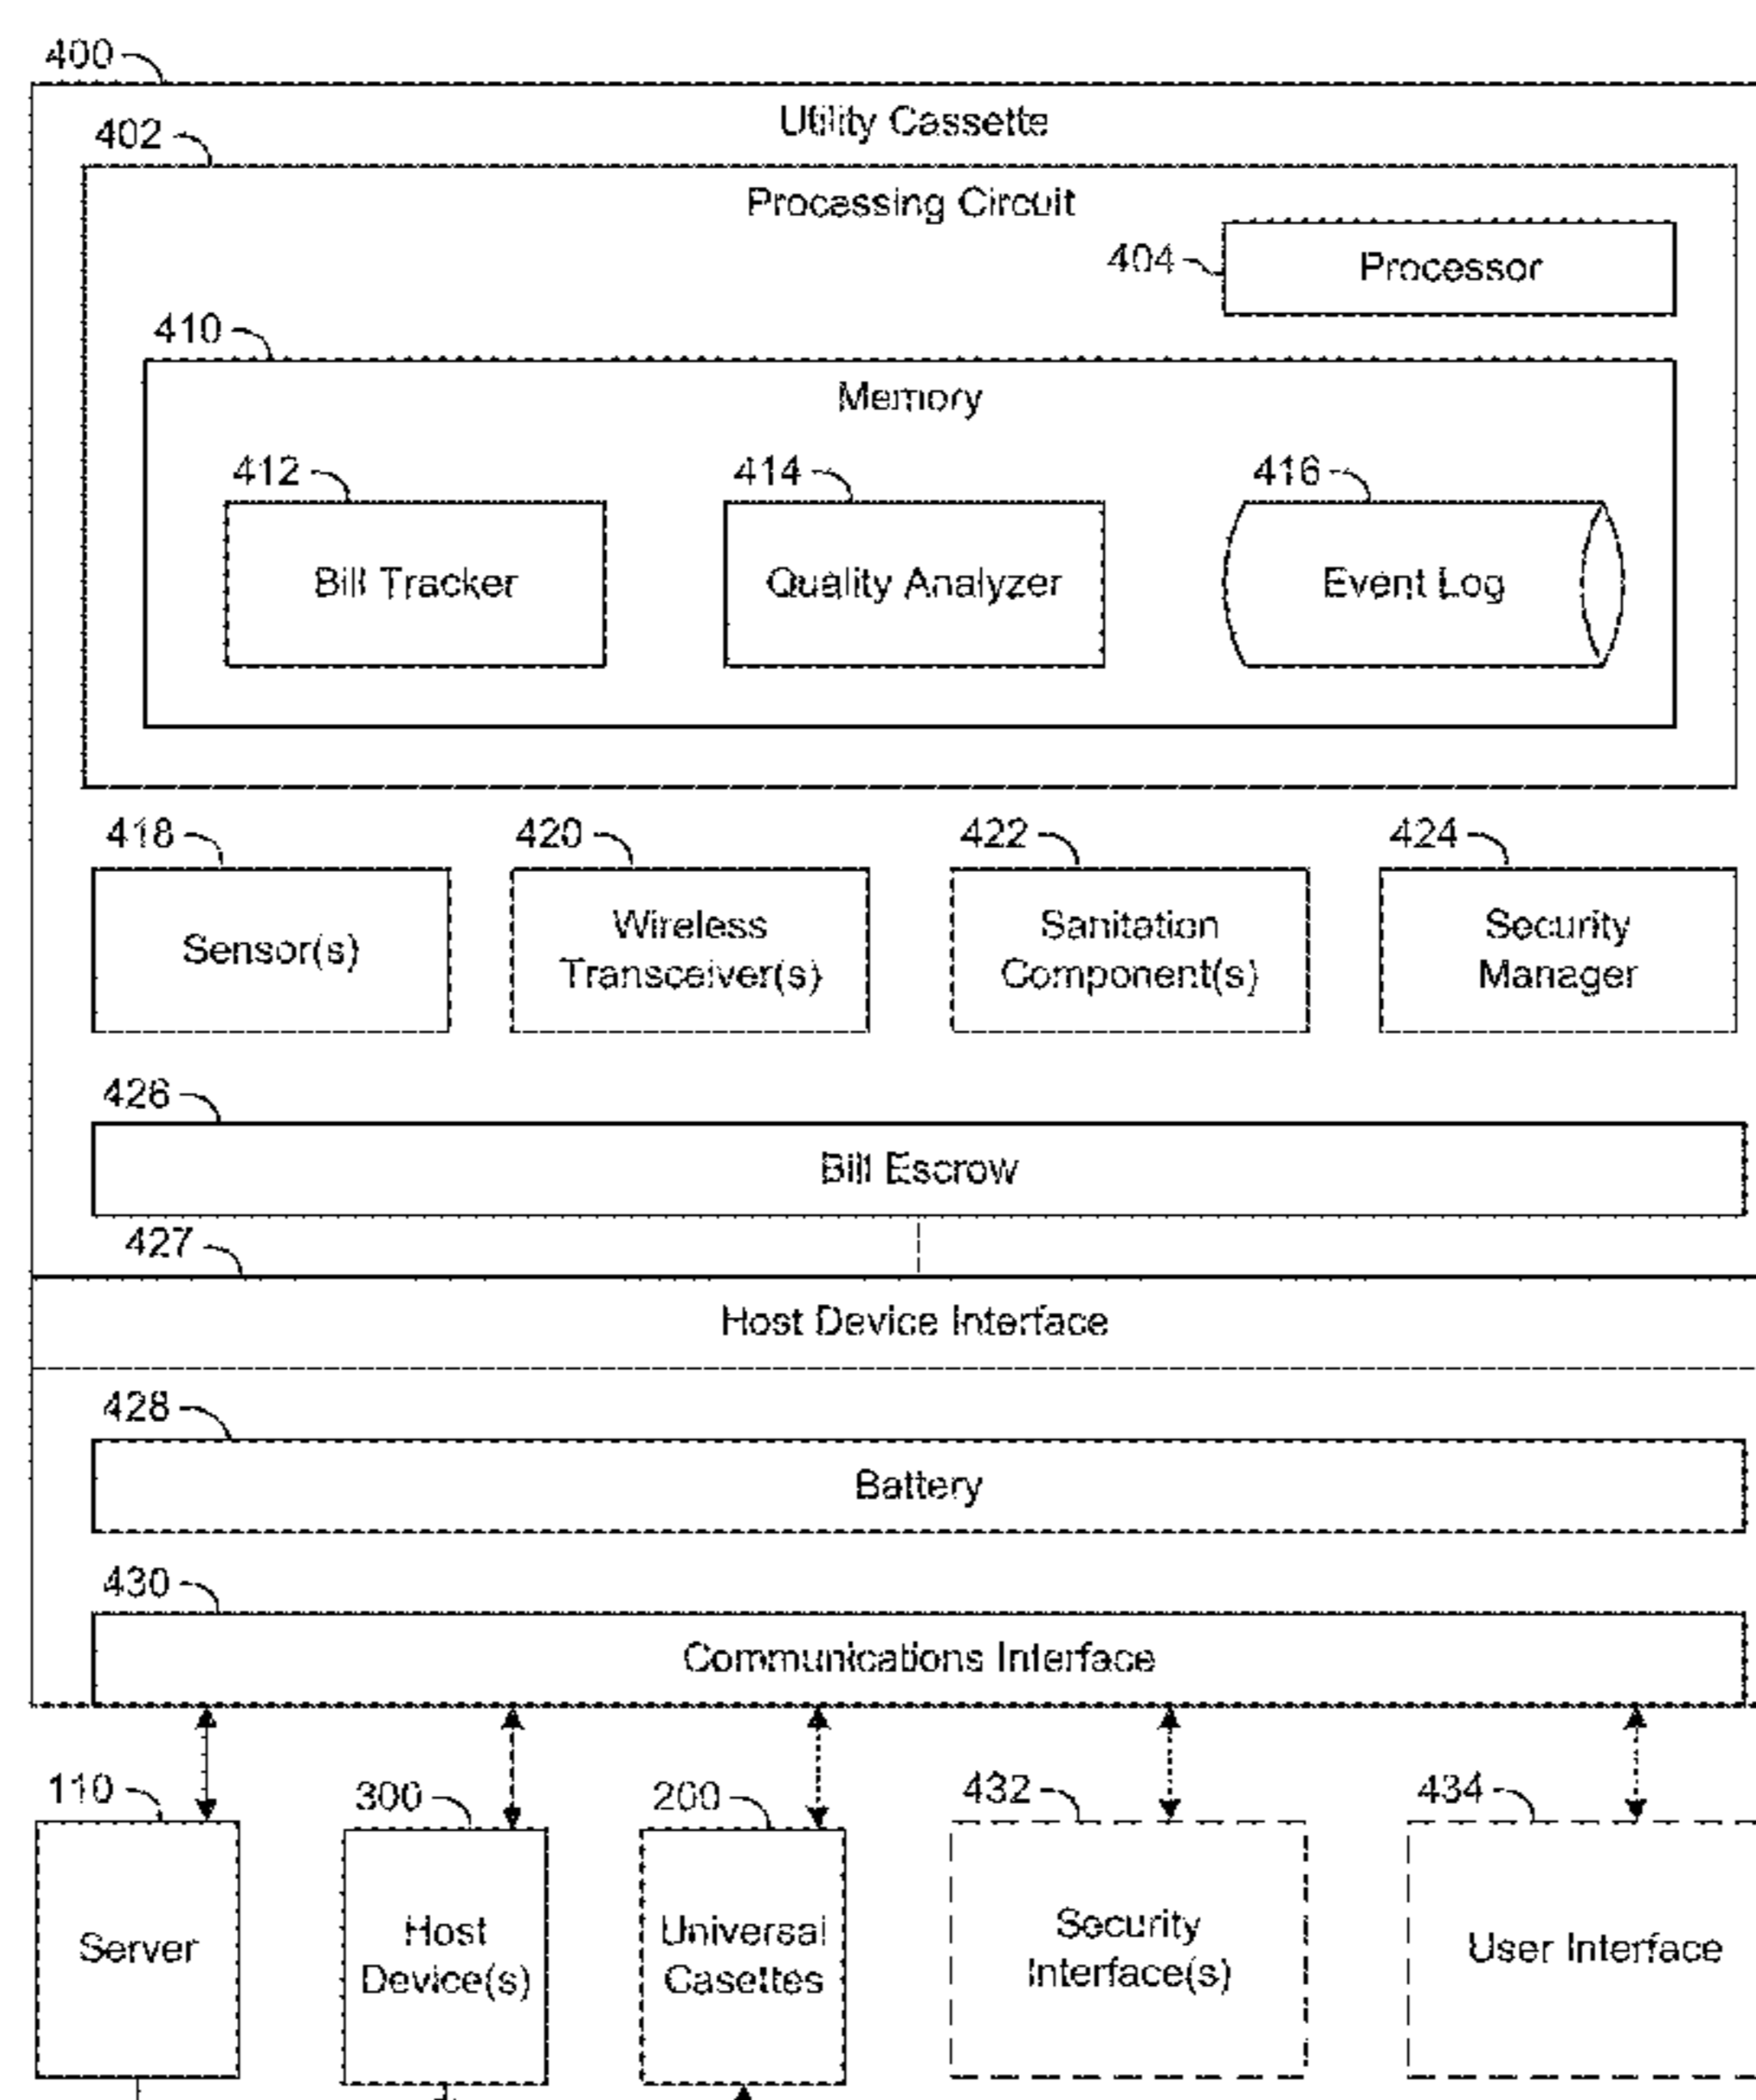 400
Utility Cassette
402
Processing Circuit
404
Processor
410
Memory
412
414
416
Bill Tracker
Quality Analyzer
Event Log
418
420
422
424
Sensor(s)
Wireless
Transceiver(s)
Sanitation
Component(s)
Security
Manager
426
Bill Escrow
427
Host Device Interface
428
Battery
430
Communications Interface
110
300
200
432
434
Server
Host
Device(s)
Universal
Casettes
Security
Interface(s)
User Interface